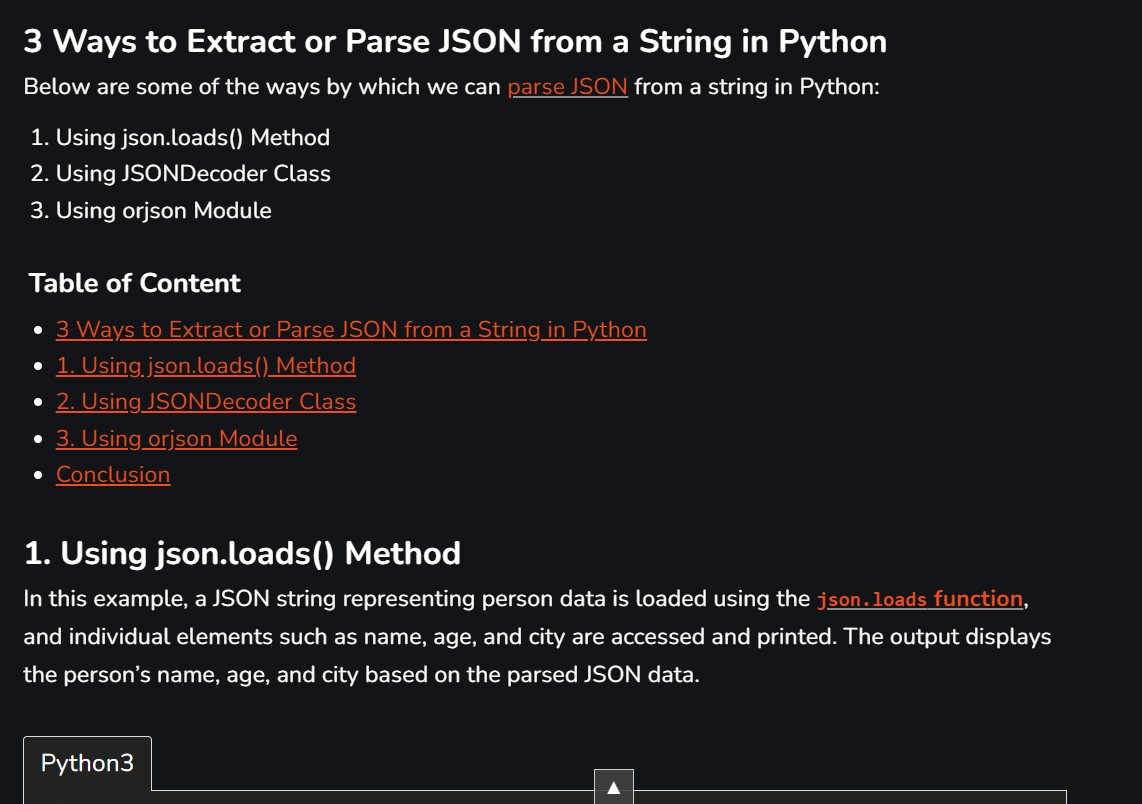 3 Ways to Extract or Parse JSON from a String in Python
Below are some of the ways by which we can parse JSON from a string in Python:
1. Using json.loads() Method
2. Using JSONDecoder Class
3. Using orjson Module
Table of Content
• 3 Ways to Extract or Parse JSON from a String in Python
• 1. Using json.loads() Method
• 2. Using JSONDecoder Class
• 3. Using orjson Module
• Conclusion
1. Using json.loads() Method
In this example, a JSON string representing person data is loaded using the json.loads function,
and individual elements such as name, age, and city are accessed and printed. The output displays
the person’s name, age, and city based on the parsed JSON data.
Python3